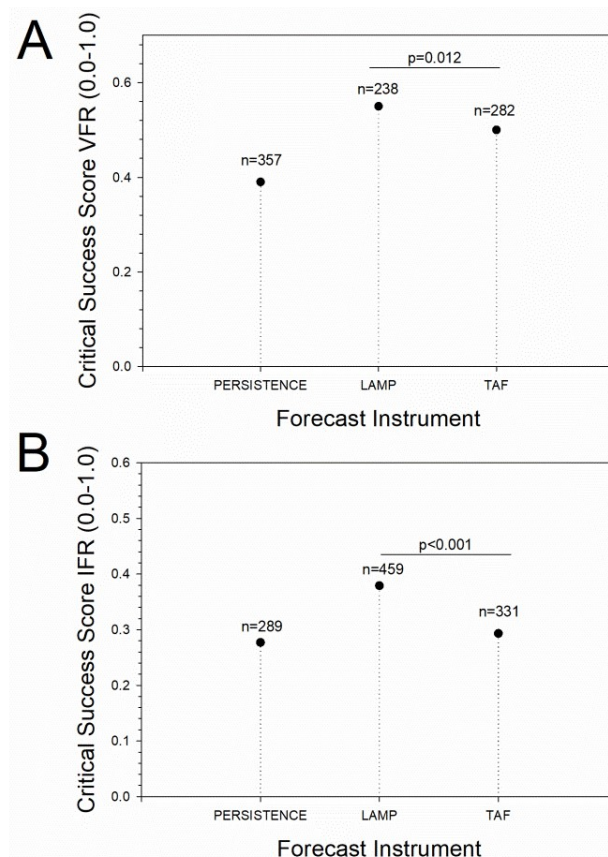 A
Critical Success Score VFR (0.0-1.0)
p=0.012
n=238
n=282
n=357
0.6
0.4
0.2
0.0
PERSISTENCE LAMP TAF
Forecast Instrument
B
Critical Success Score IFR (0.0-1.0)
0.6
0.5
p<0.001
n=459
0.4
n=331
n=289
0.3
0.2
0.1
0.0
PERSISTENCE LAMP TAF
Forecast Instrument